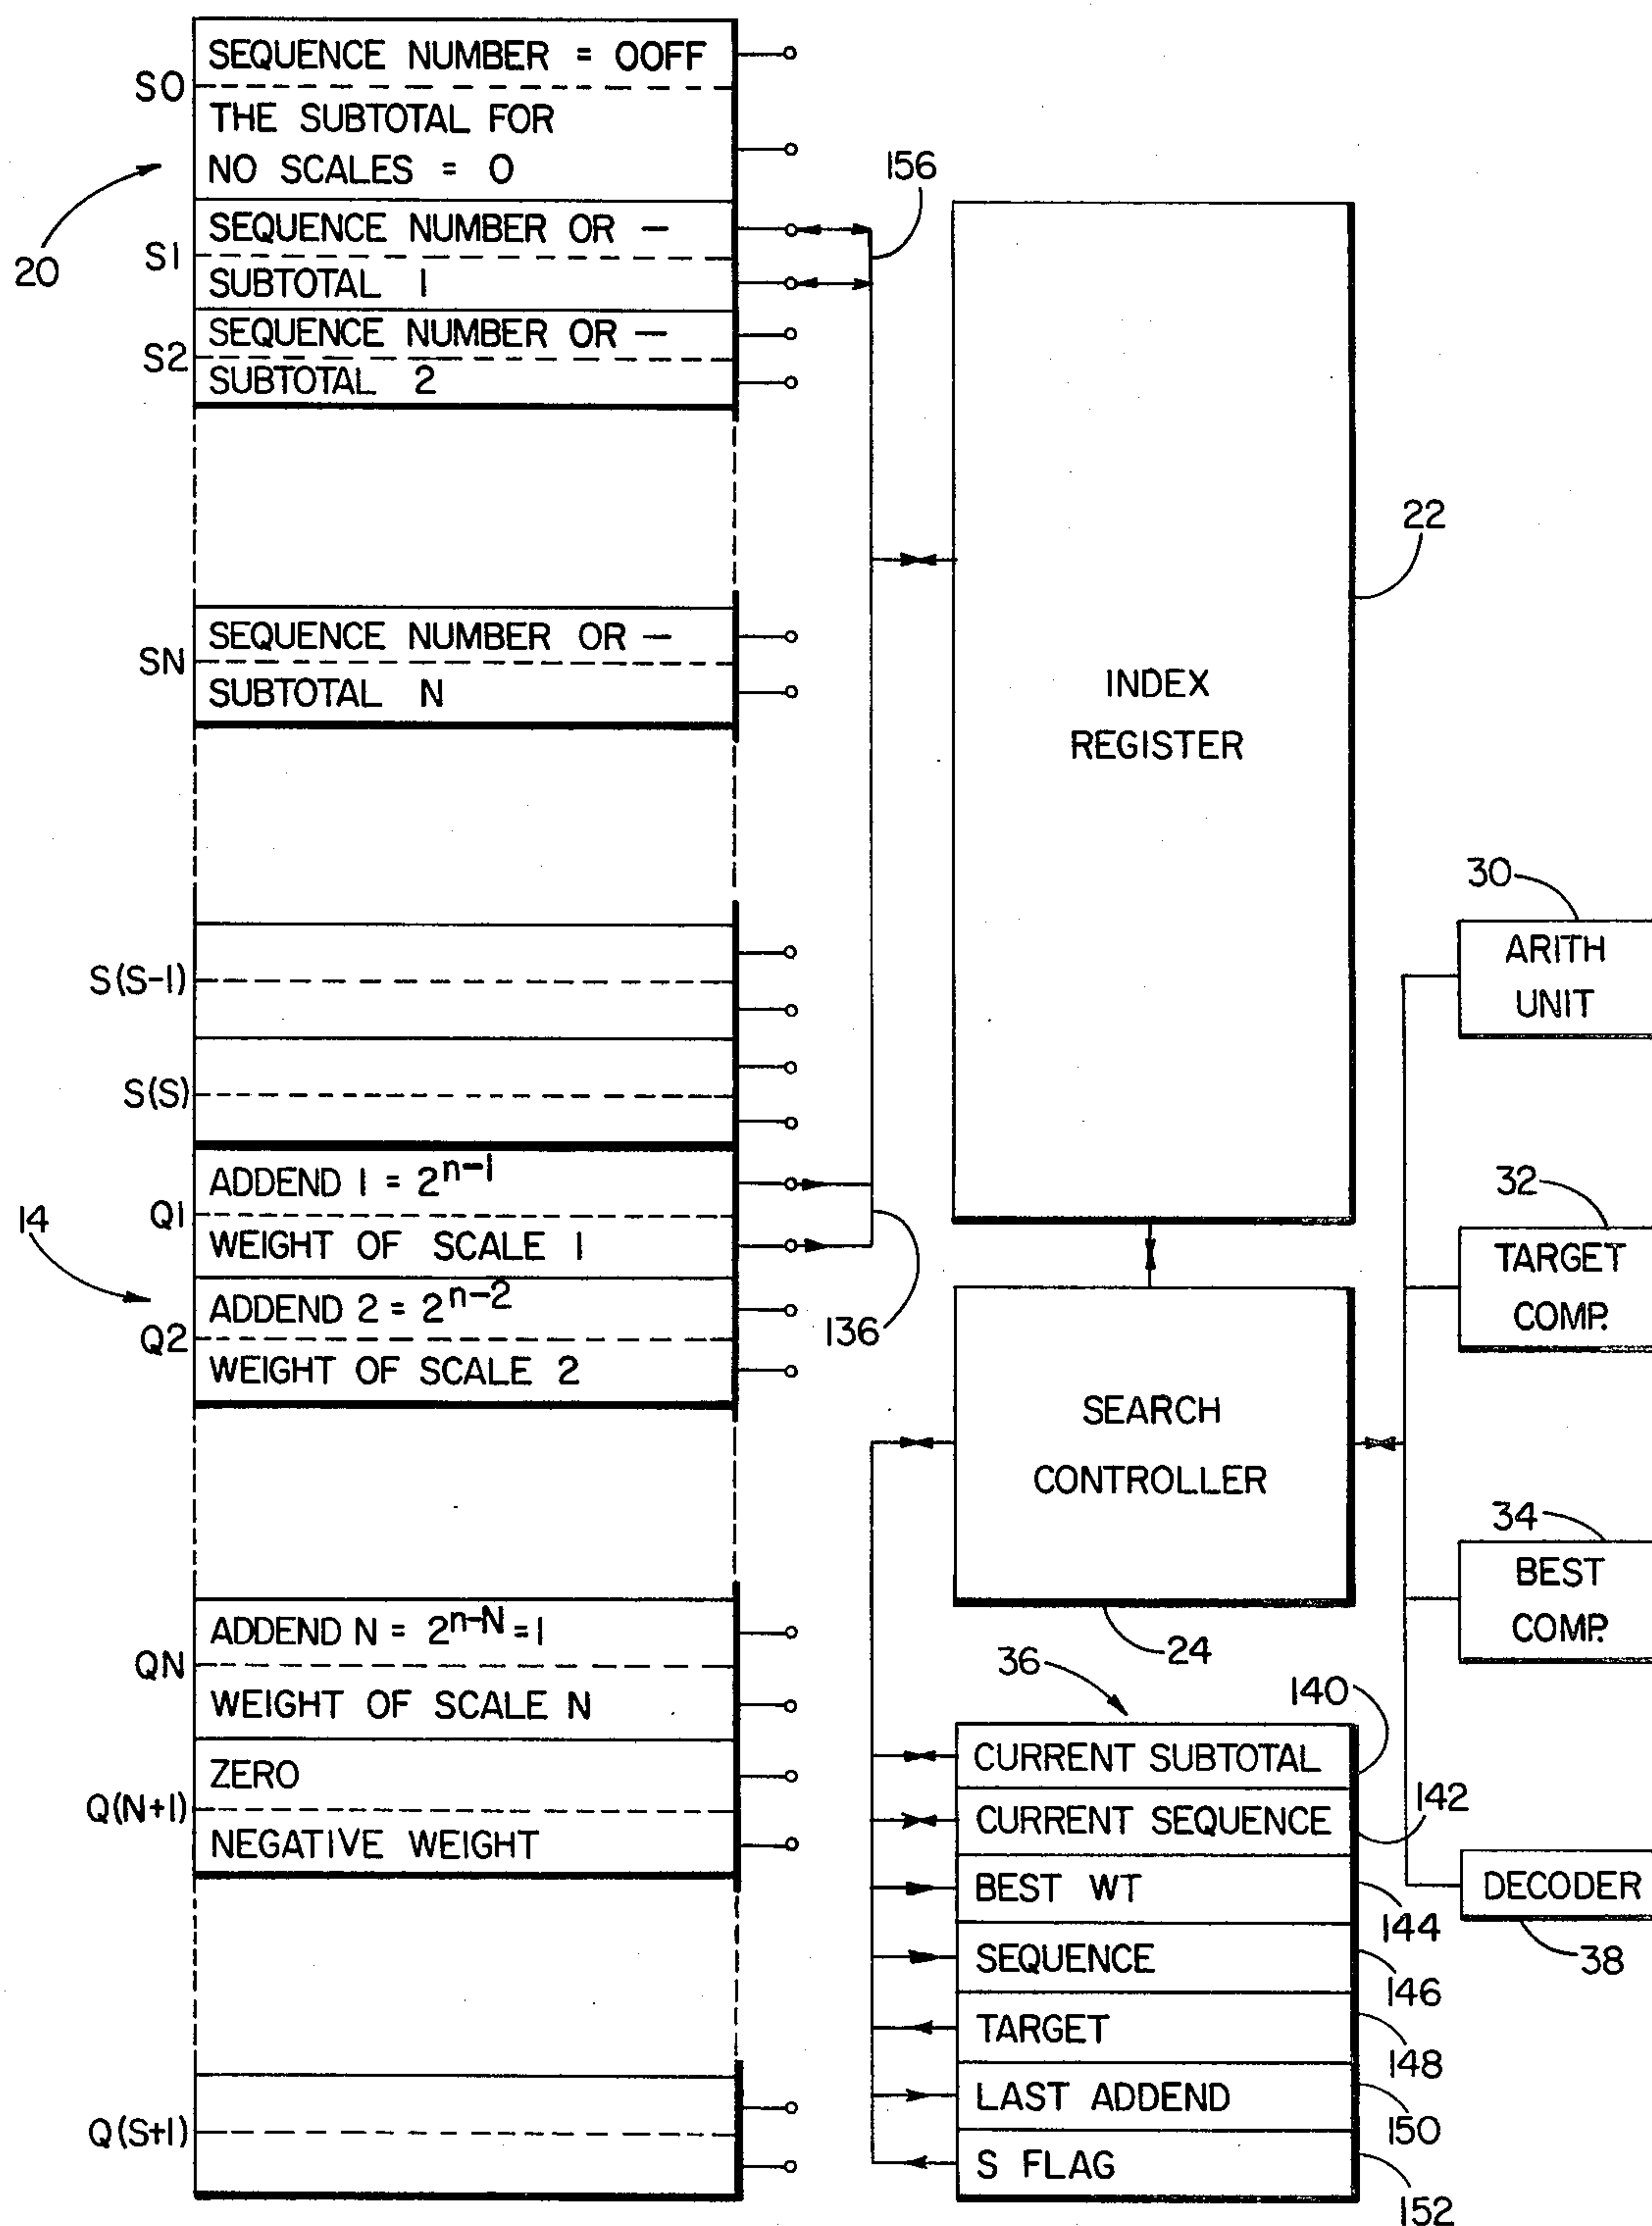 SEQUENCE NUMBER = 00FF
S0
THE SUBTOTAL FOR
NO SCALES = 0
20
SEQUENCE NUMBER OR —
S1
SUBTOTAL 1
SEQUENCE NUMBER OR —
S2
SUBTOTAL 2
SEQUENCE NUMBER OR —
SN
SUBTOTAL N
S(S-1)
S(S)
ADDEND 1 = 2^n-1
Q1
WEIGHT OF SCALE 1
14
ADDEND 2 = 2^n-2
Q2
WEIGHT OF SCALE 2
ADDEND N = 2^n-N = 1
QN
WEIGHT OF SCALE N
ZERO
Q(N+1)
NEGATIVE WEIGHT
Q(S+1)
156
136
INDEX
REGISTER
22
SEARCH
CONTROLLER
24
30
ARITH
UNIT
32
TARGET
COMP.
34
BEST
COMP.
DECODER
38
36
CURRENT SUBTOTAL
140
CURRENT SEQUENCE
142
BEST WT
144
SEQUENCE
146
TARGET
148
LAST ADDEND
150
S FLAG
152